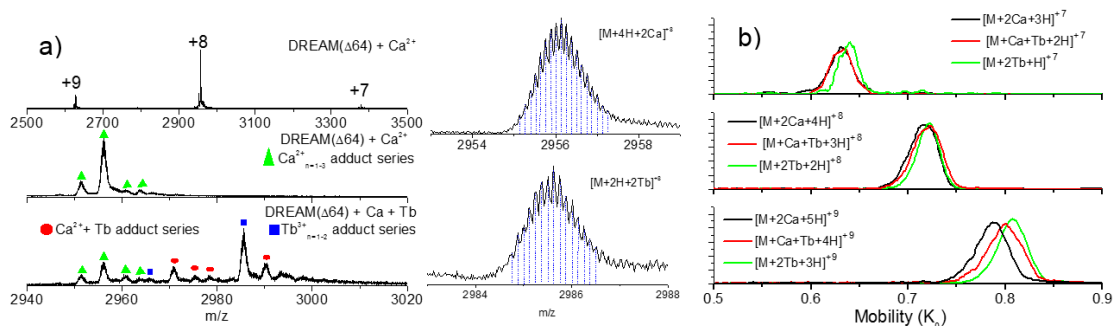 a)
+9
+8
+7
DREAM(Δ64) + Ca²⁺
2500 2700 2900 3100 3300 3500
DREAM(Δ64) + Ca²⁺
Ca²⁺ₙ₌₁₋₃ adduct series
Ca²⁺+ Tb adduct series
DREAM(Δ64) + Ca + Tb
Tb³⁺ₙ₌₁₋₂ adduct series
2940 2960 2980 3000 3020
m/z
[M+4H+2Ca]⁺⁸
2954 2956 2958
[M+2H+2Tb]⁺⁸
2984 2986 2988
m/z
b)
[M+2Ca+3H]⁺⁷
[M+Ca+Tb+2H]⁺⁷
[M+2Tb+H]⁺⁷
[M+2Ca+4H]⁺⁸
[M+Ca+Tb+3H]⁺⁸
[M+2Tb+2H]⁺⁸
[M+2Ca+5H]⁺⁹
[M+Ca+Tb+4H]⁺⁹
[M+2Tb+3H]⁺⁹
0.5 0.6 0.7 0.8 0.9
Mobility (K₀)